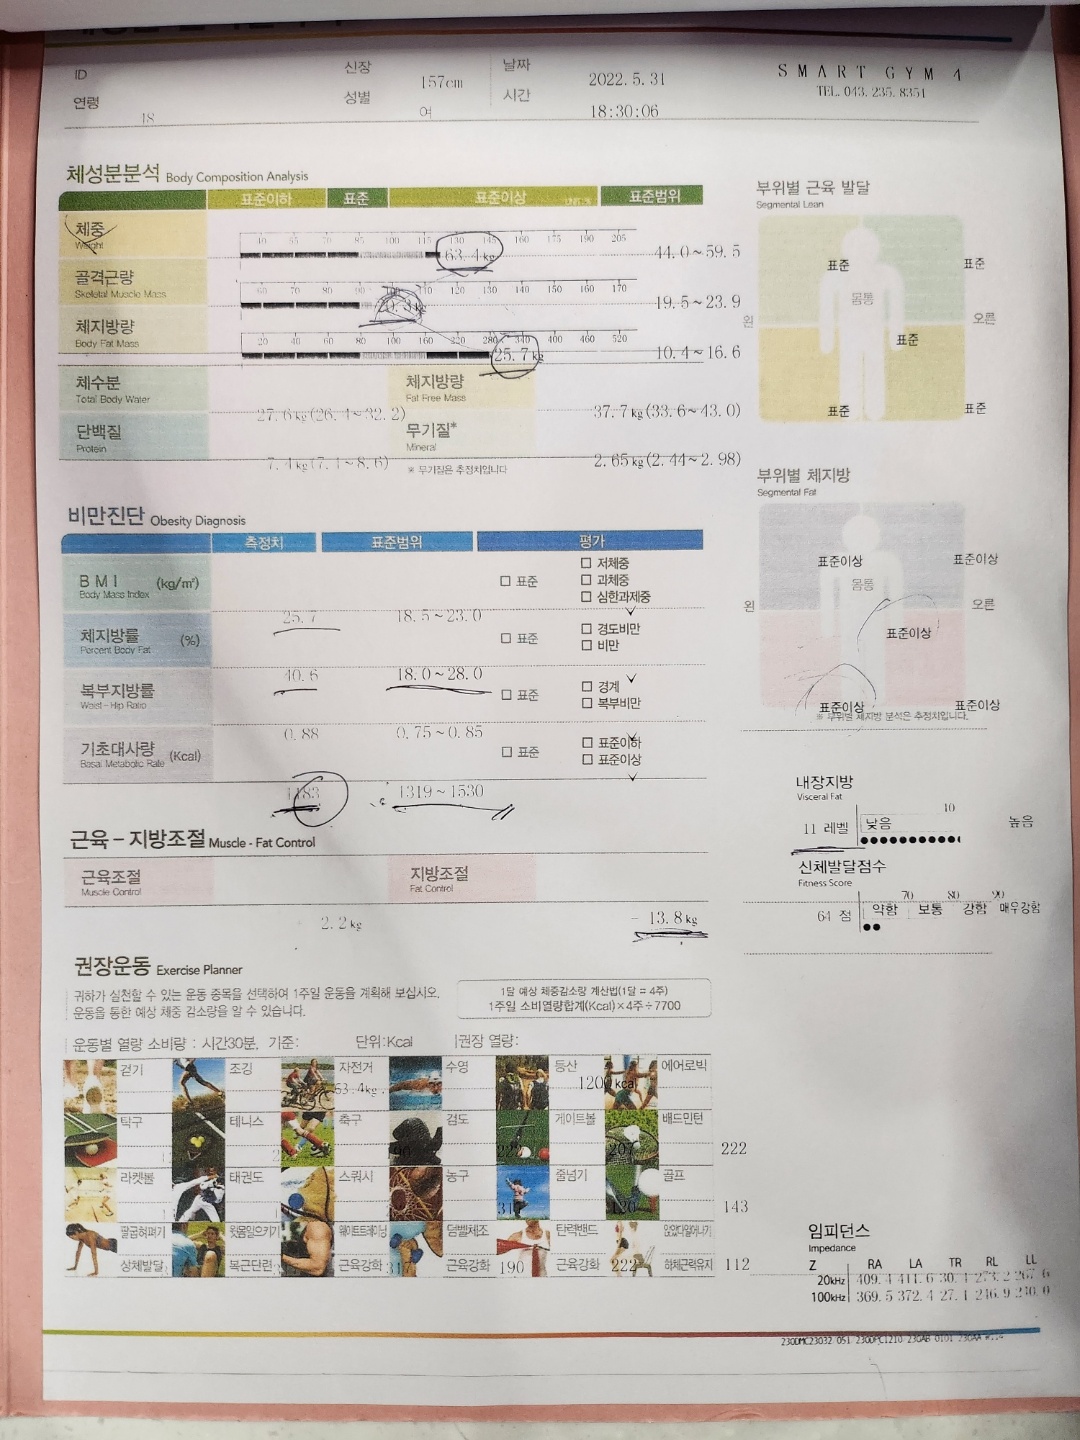 ID
신장
157cm
날짜
2022. 5. 31
SMART GYM 4
TEL. 043. 235. 8351
연령
18
성별
여
시간
18:30:06
체성분분석 Body Composition Analysis
표준이하 표준 표준이상 표준범위
체중
Weight
40 55 70 85 100 115 130 145 160 175 190 205
63.4kg
44.0~59.5
골격근량
Skeletal Muscle Mass
60 70 80 90 100 110 120 130 140 150 160 170
20.3kg
19.5~23.9
체지방량
Body Fat Mass
20 40 60 80 100 160 220 280 340 400 460 520
25.7kg
10.4~16.6
체수분
Total Body Water
27.6kg(26.4~32.2)
체지방량
Fat Free Mass
37.7kg(33.6~43.0)
단백질
Protein
7.4kg(7.1~8.6)
무기질*
Mineral
2.65kg(2.44~2.98)
※ 무기질은 추정치입니다
부위별 근육 발달
Segmental Lean
표준 표준
몸통
왼 오른
표준
표준 표준
부위별 체지방
Segmental Fat
표준이상 표준이상
몸통
왼 오른
표준이상
표준이상 표준이상
※ 부위별 체지방 분석은 추정치입니다.
비만진단 Obesity Diagnosis
측정치 표준범위 평가
BMI (kg/m²)
Body Mass Index
25.7 18.5~23.0
□ 표준
□ 저체중
□ 과체중
□ 심한과체중
체지방률 (%)
Percent Body Fat
40.6 18.0~28.0
□ 표준
□ 경도비만
□ 비만
복부지방률
Waist - Hip Ratio
0.88 0.75~0.85
□ 표준
□ 경계
□ 복부비만
기초대사량 (Kcal)
Basal Metabolic Rate
1183 1319~1530
□ 표준
□ 표준이하
□ 표준이상
내장지방
Visceral Fat
11 레벨
낮음 10 높음
신체발달점수
Fitness Score
64 점
70 80 90
약함 보통 강함 매우강함
근육 - 지방조절 Muscle - Fat Control
근육조절
Muscle Control
2.2kg
지방조절
Fat Control
- 13.8kg
권장운동 Exercise Planner
귀하가 실천할 수 있는 운동 종목을 선택하여 1주일 운동을 계획해 보십시오.
운동을 통한 예상 체중 감소량을 알 수 있습니다.
1달 예상 체중감소량 계산법(1달 = 4주)
1주일 소비열량합계(Kcal)×4주÷7700
운동별 열량 소비량 : 시간30분, 기준: 단위:Kcal 권장 열량:
걷기 조깅 자전거 수영 등산 에어로빅
63.4kg. 1200 kcal
탁구 테니스 축구 검도 게이트볼 배드민턴
222 207 222
라켓볼 태권도 스쿼시 농구 줄넘기 골프
143
팔굽혀펴기 윗몸일으키기 웨이트트레이닝 덤벨체조 탄력밴드 앉았다일어나기
상체발달 복근단련 근육강화 317 근육강화 190 근육강화 222 하체근력유지 112
임피던스
Impedance
Z RA LA TR RL LL
20kHz 409.4 411.6 30.1 273.2 267.6
100kHz 369.5 372.4 27.1 246.9 240.0